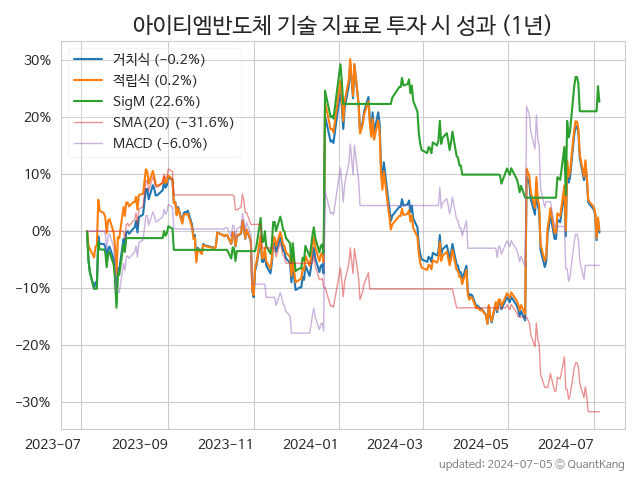 아이티엠반도체 기술 지표로 투자 시 성과 (1년)
30%
20%
10%
0%
−10%
−20%
−30%
거치식 (−0.2%)
적립식 (0.2%)
SigM (22.6%)
SMA(20) (−31.6%)
MACD (−6.0%)
2023-07
2023-09
2023-11
2024-01
2024-03
2024-05
2024-07
updated: 2024-07-05 © QuantKang